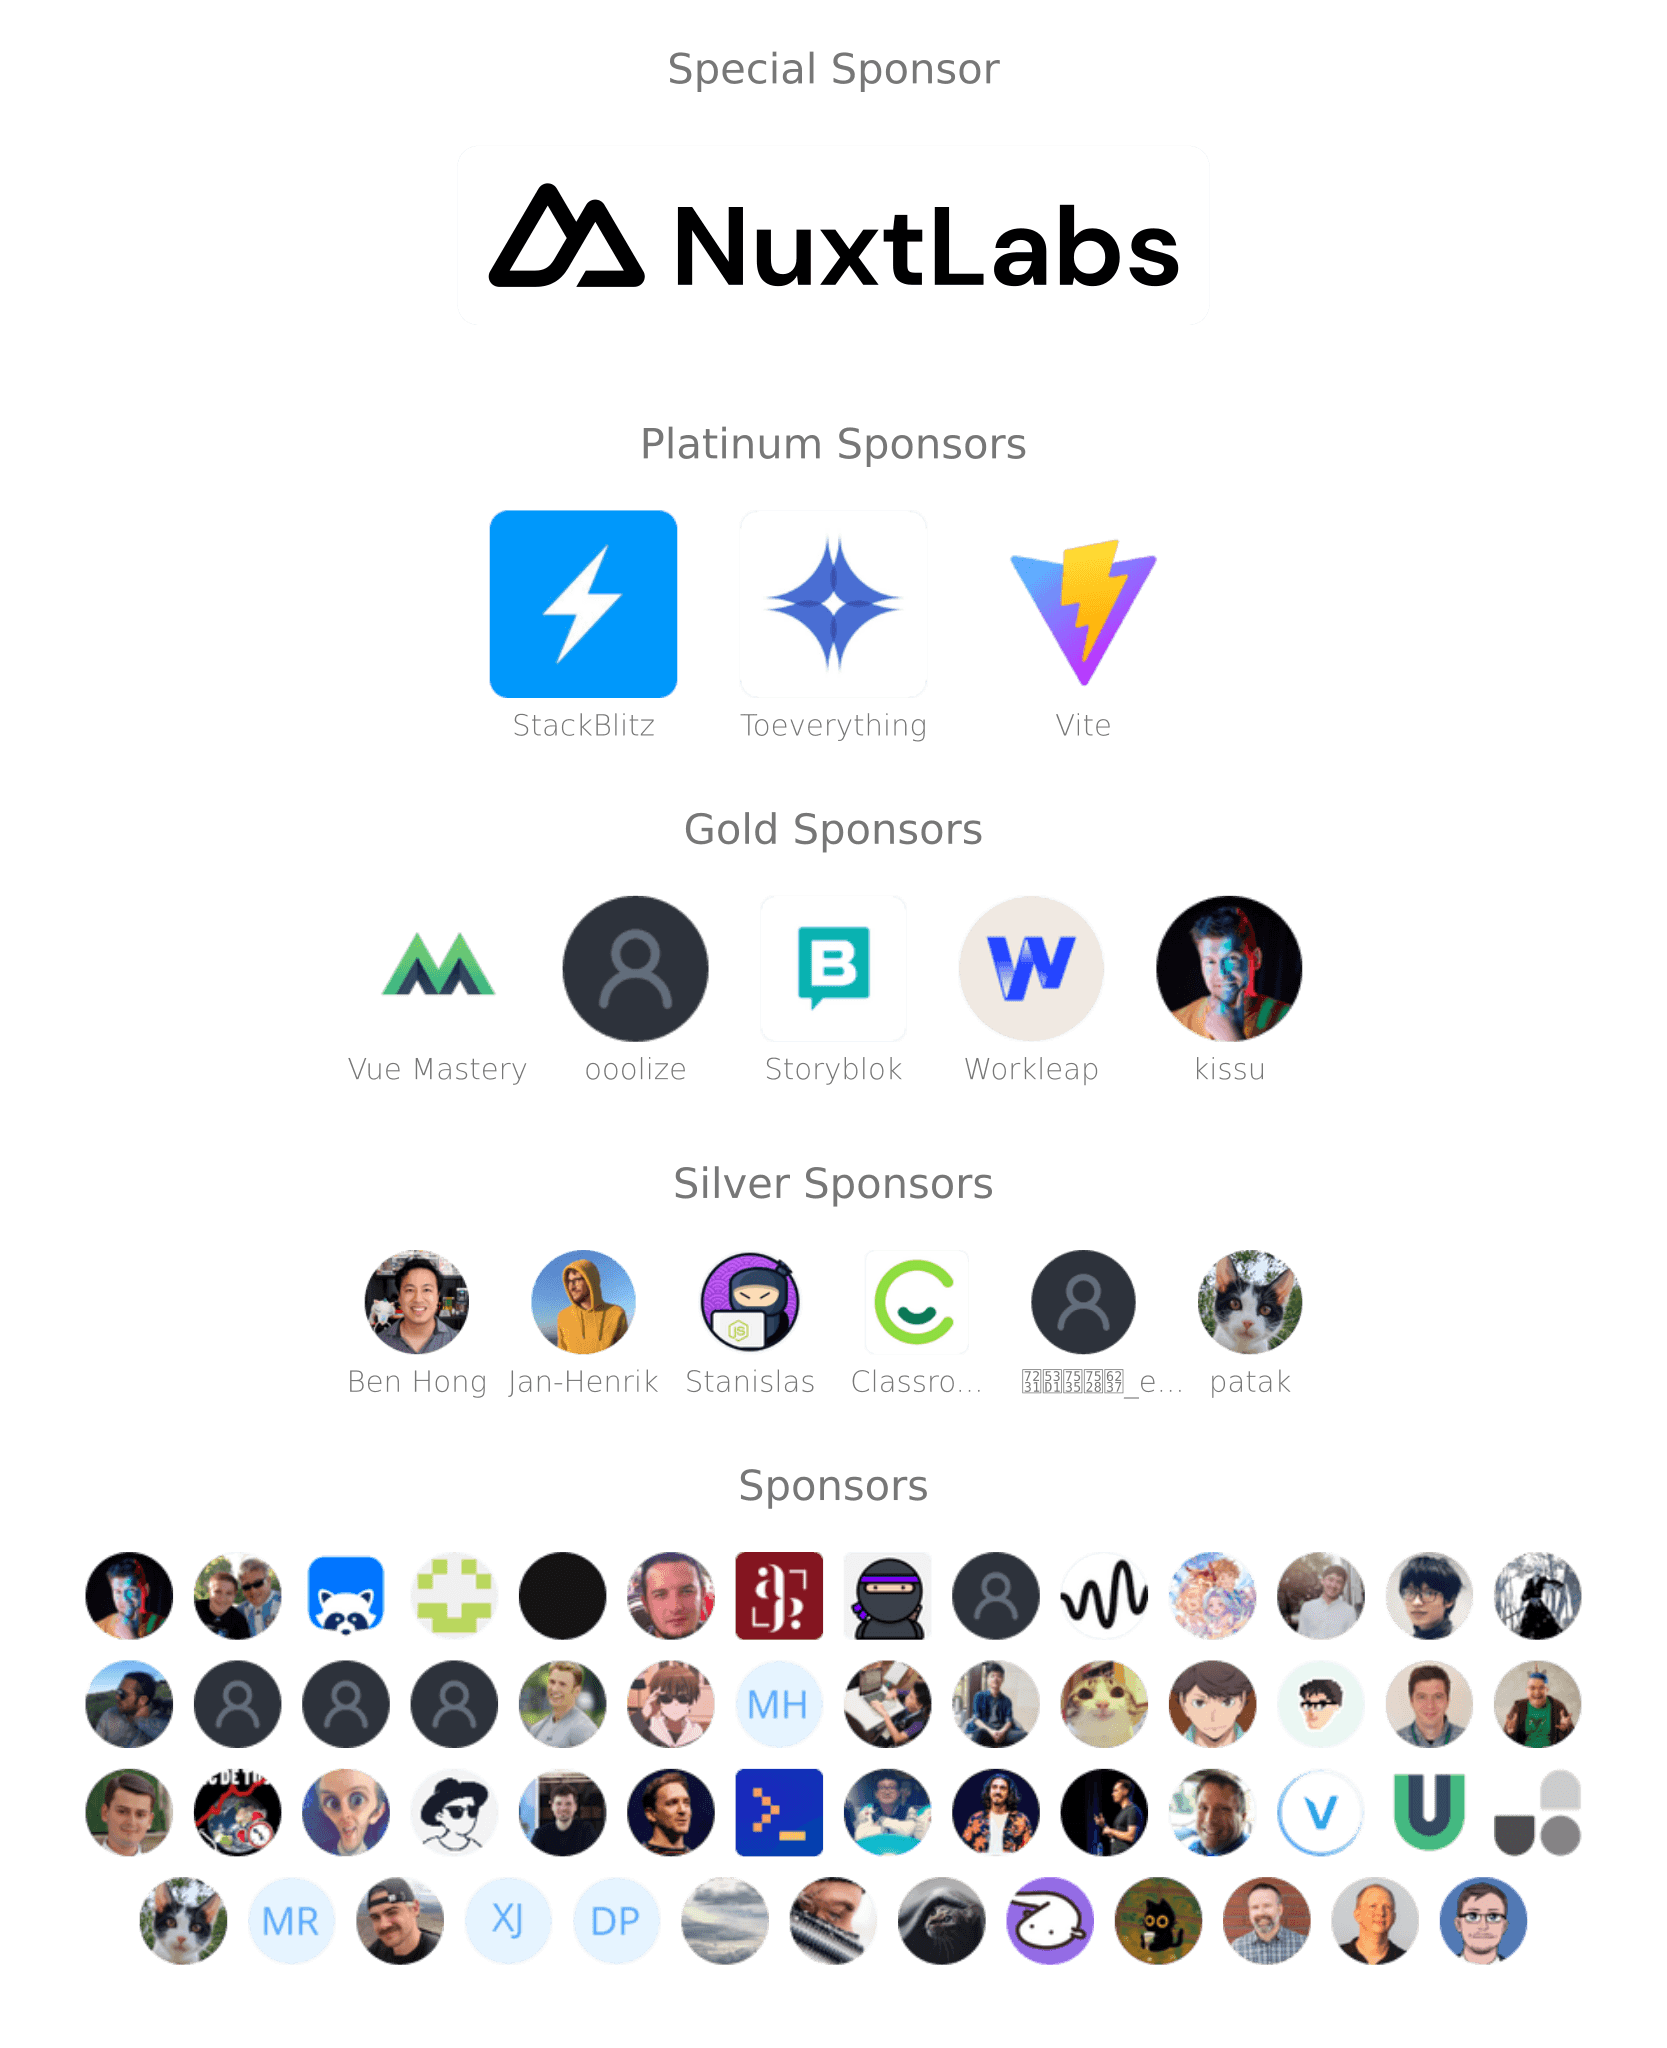 Special Sponsor
NuxtLabs
Platinum Sponsors
StackBlitz Toeverything Vite
Gold Sponsors
Vue Mastery ooolize Storyblok Workleap kissu
Silver Sponsors
Ben Hong Jan-Henrik Stanislas Classro... _e... patak
Sponsors
MH
MR XJ DP